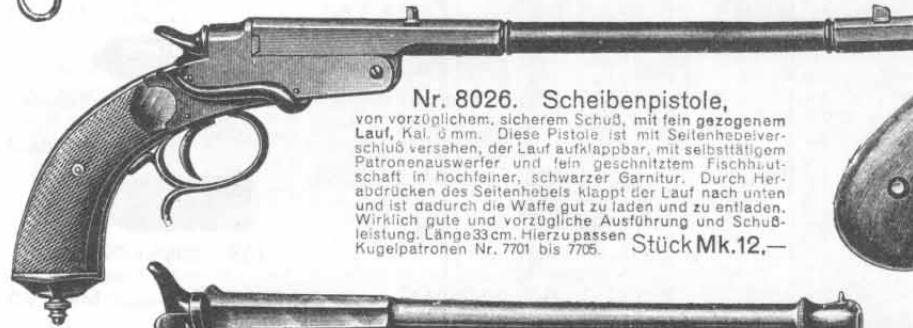 Nr. 8026. Scheibenpistole,
von vorzüglichem, sicherem Schuß, mit fein gezogenem
Lauf, Kal. 6 mm. Diese Pistole ist mit Seitenhebelver-
schluß versehen, der Lauf aufklappbar, mit selbsttätigem
Patronenauswerfer und fein geschnitztem Fischhaut-
schaft in hochfeiner, schwarzer Garnitur. Durch Her-
abdrücken des Seitenhebels klappt der Lauf nach unten
und ist dadurch die Waffe gut zu laden und zu entladen.
Wirklich gute und vorzügliche Ausführung und Schuß-
leistung. Länge 33 cm. Hierzu passen
Kugelpatronen Nr. 7701 bis 7705. Stück Mk. 12,—